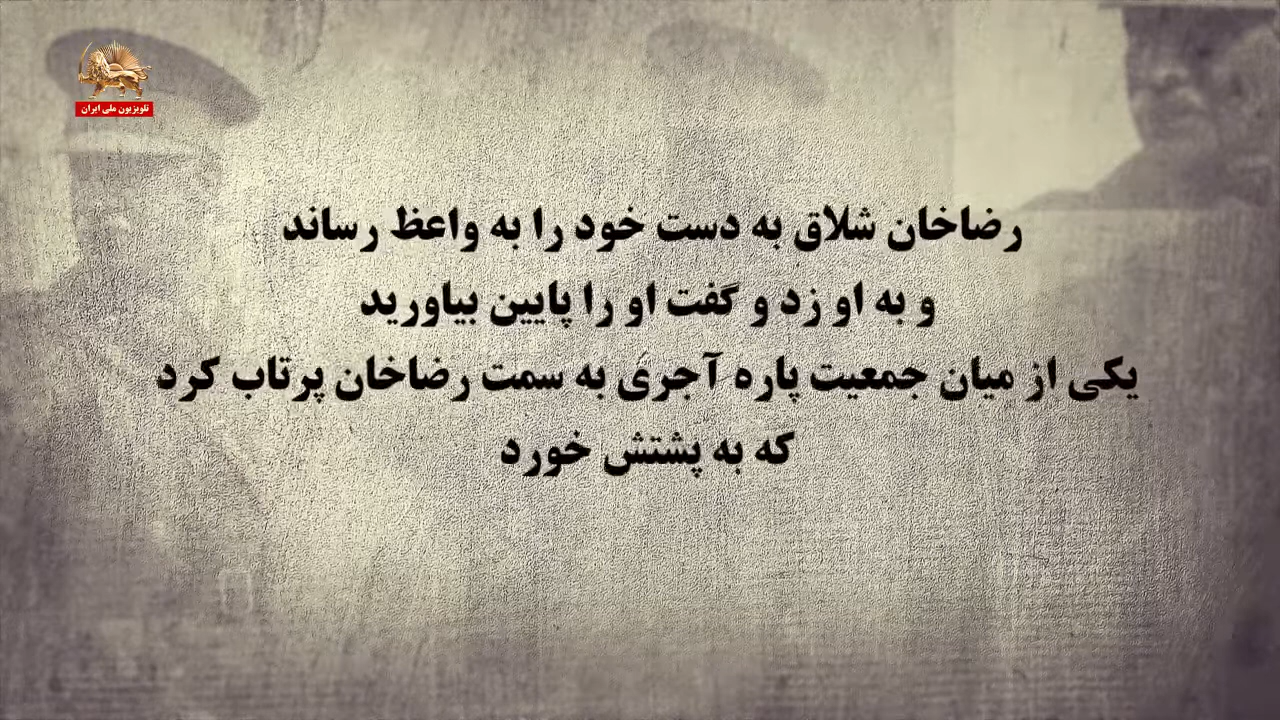 تلویزیون ملی ایران
رضاخان شلاق به دست خود را به واعظ رساند
و به او زد و گفت او را پایین بیاورید
یکی از میان جمعیت پاره آجری به سمت رضاخان پرتاب کرد
که به پشتش خورد